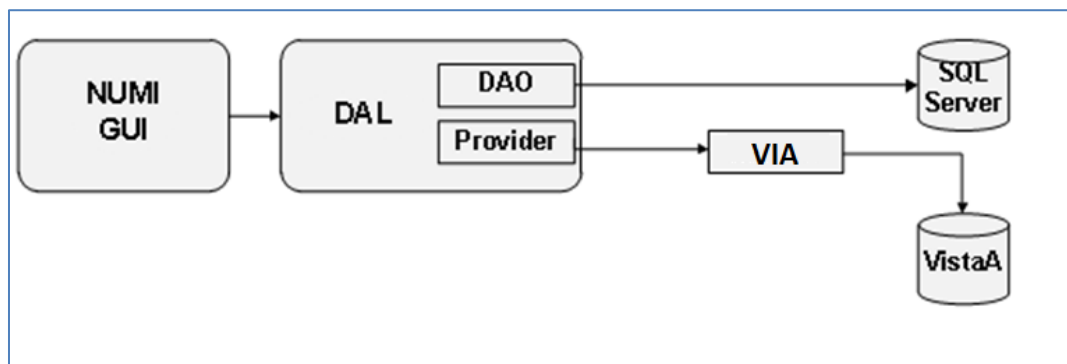 NUMI
GUI
DAL
DAO
Provider
SQL
Server
VIA
VistaA